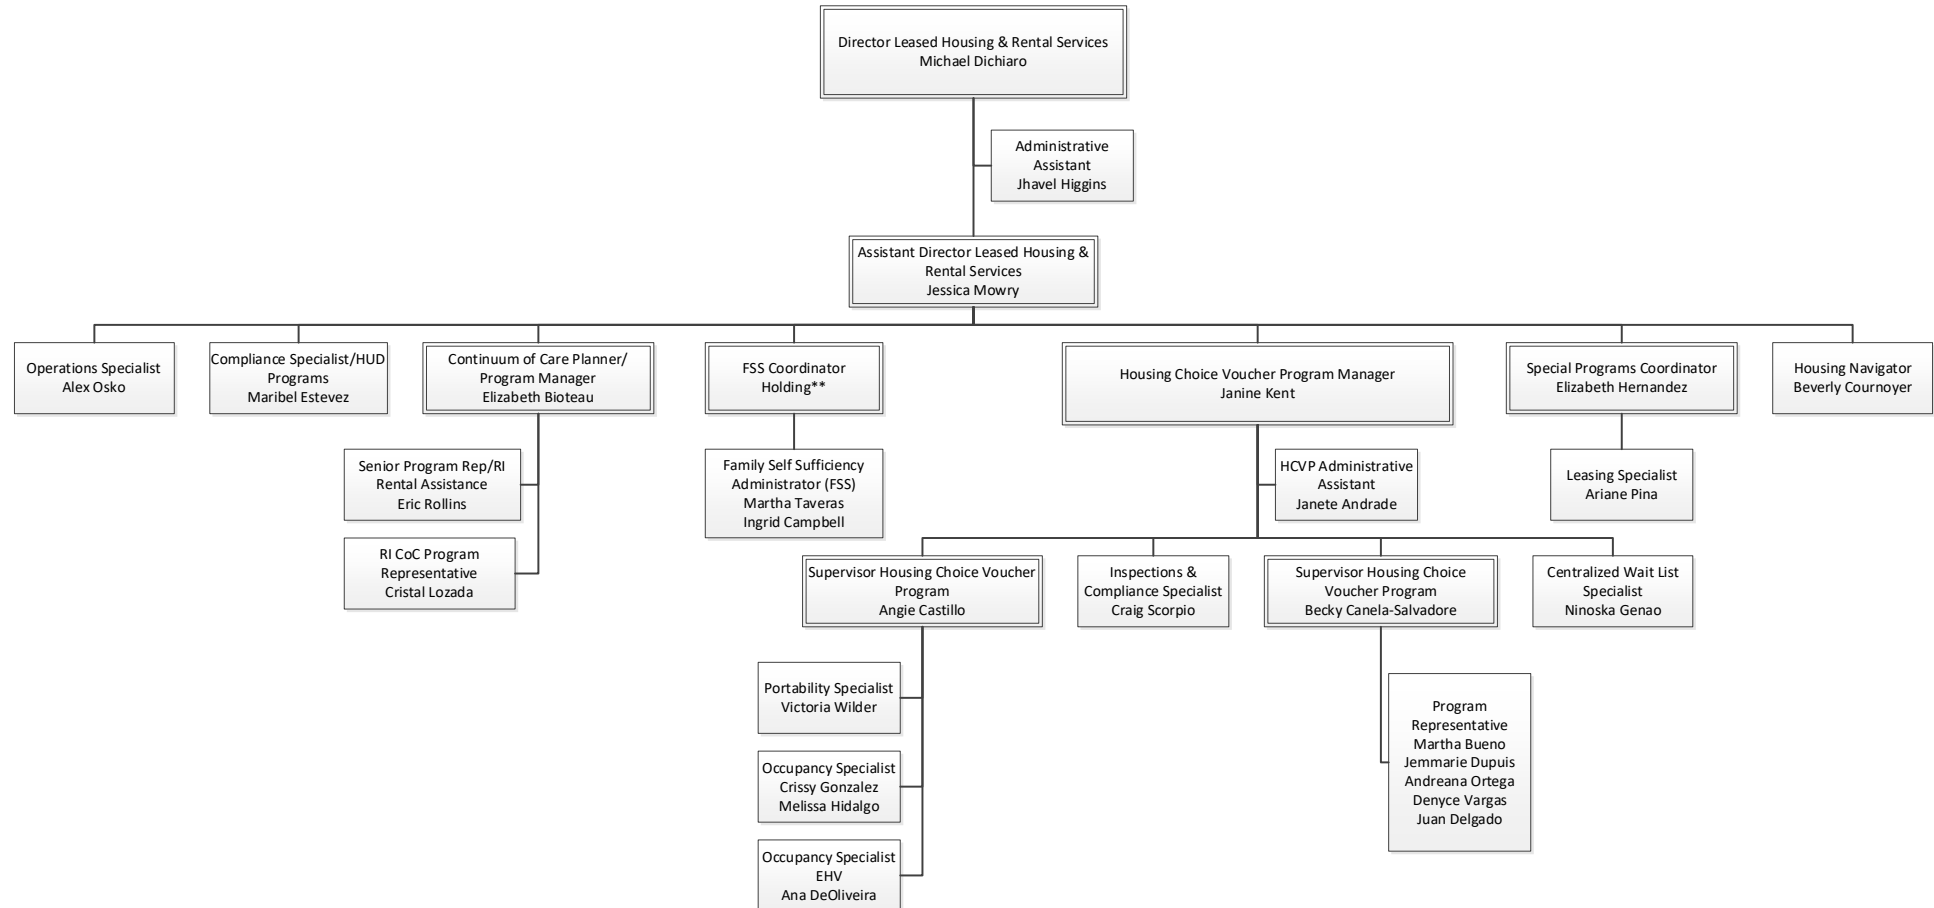 Director Leased Housing & Rental Services
Michael Dichiaro
Administrative
Assistant
Jhavel Higgins
Assistant Director Leased Housing &
Rental Services
Jessica Mowry
Operations Specialist
Alex Osko
Compliance Specialist/HUD
Programs
Maribel Estevez
Continuum of Care Planner/
Program Manager
Elizabeth Bioteau
FSS Coordinator
Holding**
Housing Choice Voucher Program Manager
Janine Kent
Special Programs Coordinator
Elizabeth Hernandez
Housing Navigator
Beverly Cournoyer
Senior Program Rep/RI
Rental Assistance
Eric Rollins
Family Self Sufficiency
Administrator (FSS)
Martha Taveras
Ingrid Campbell
HCVP Administrative
Assistant
Janete Andrade
Leasing Specialist
Ariane Pina
RI CoC Program
Representative
Cristal Lozada
Supervisor Housing Choice Voucher
Program
Angie Castillo
Inspections &
Compliance Specialist
Craig Scorpio
Supervisor Housing Choice
Voucher Program
Becky Canela-Salvadore
Centralized Wait List
Specialist
Ninoska Genao
Portability Specialist
Victoria Wilder
Occupancy Specialist
Crissy Gonzalez
Melissa Hidalgo
Occupancy Specialist
EHV
Ana DeOliveira
Program
Representative
Martha Bueno
Jemmarie Dupuis
Andreana Ortega
Denyce Vargas
Juan Delgado